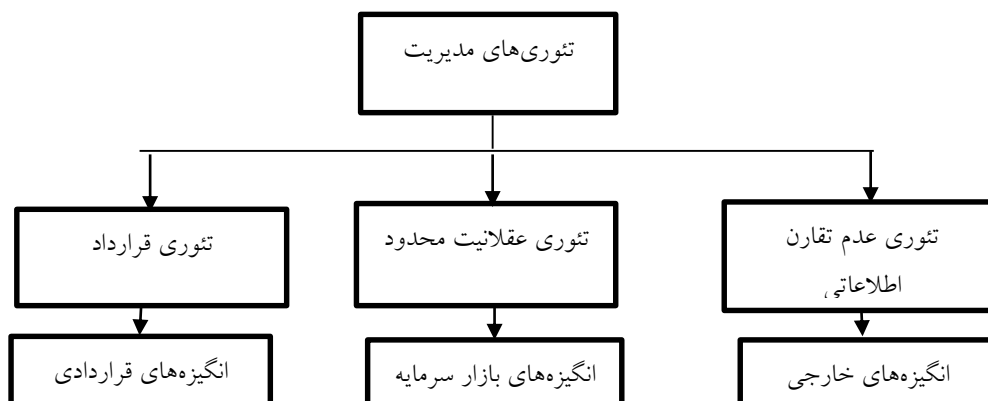 تئوری‌های مدیریت
تئوری عدم تقارن
اطلاعاتی
تئوری عقلانیت محدود
تئوری قرارداد
انگیزه‌های خارجی
انگیزه‌های بازار سرمایه
انگیزه‌های قراردادی